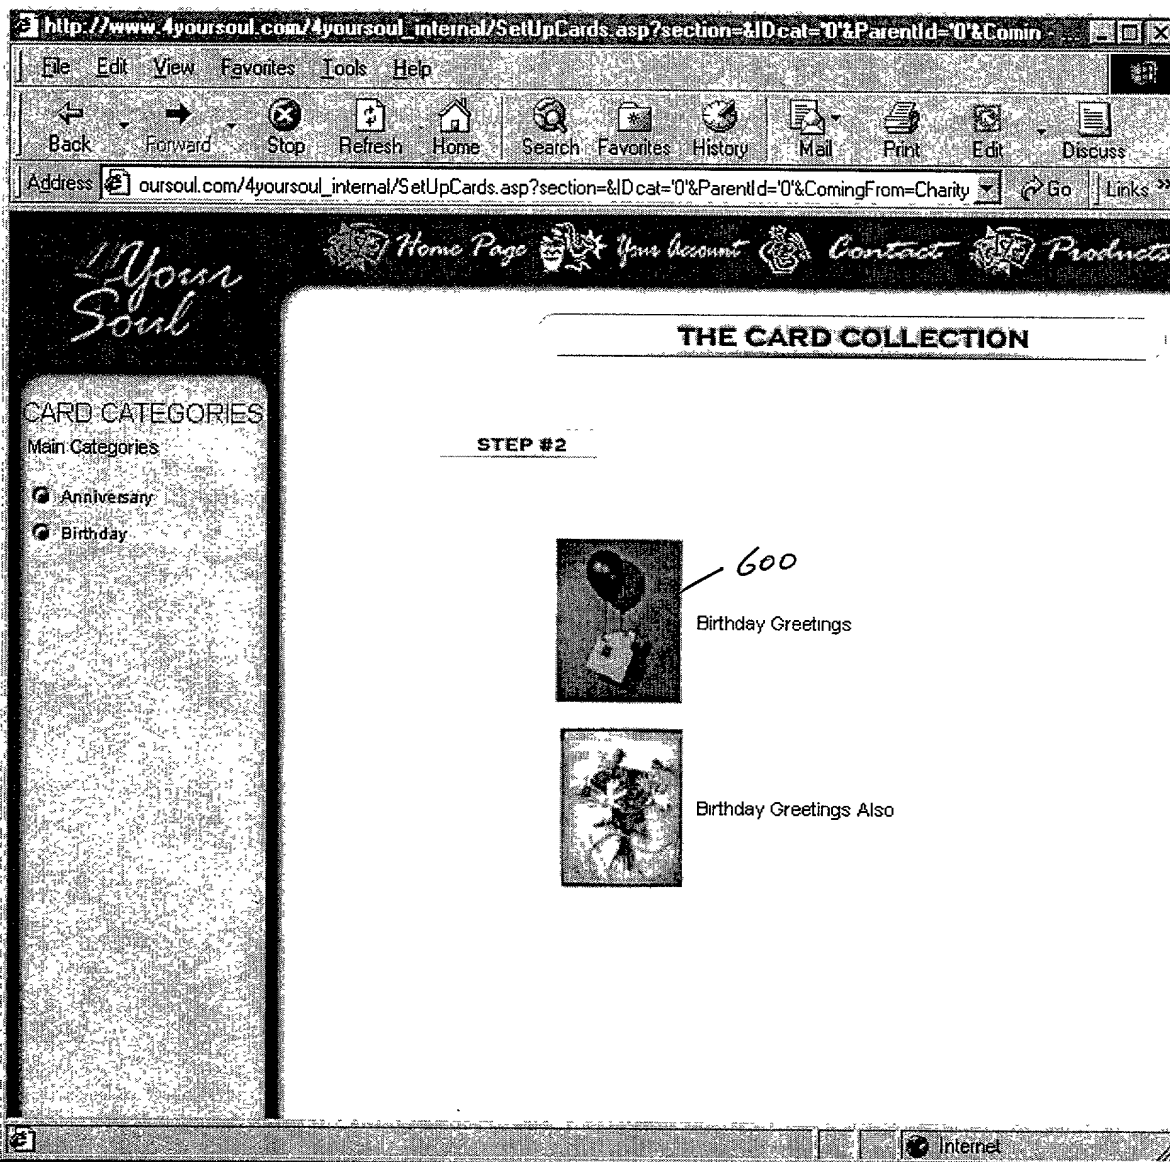 http://www.4yoursoul.com/4yoursoul_internal/SetUpCards.asp?section=&IDcat='0'&ParentId='0'&Comin - ...
File Edit View Favorites Tools Help
Back Forward Stop Refresh Home Search Favorites History Mail Print Edit Discuss
Address oursoul.com/4yoursoul_internal/SetUpCards.asp?section=&IDcat='0'&ParentId='0'&ComingFrom=Charity Go Links »
Home Page Your Account Contact Products
4 Your
Soul
THE CARD COLLECTION
CARD CATEGORIES
Main Categories
STEP #2
Anniversary
Birthday
600
Birthday Greetings
Birthday Greetings Also
Internet